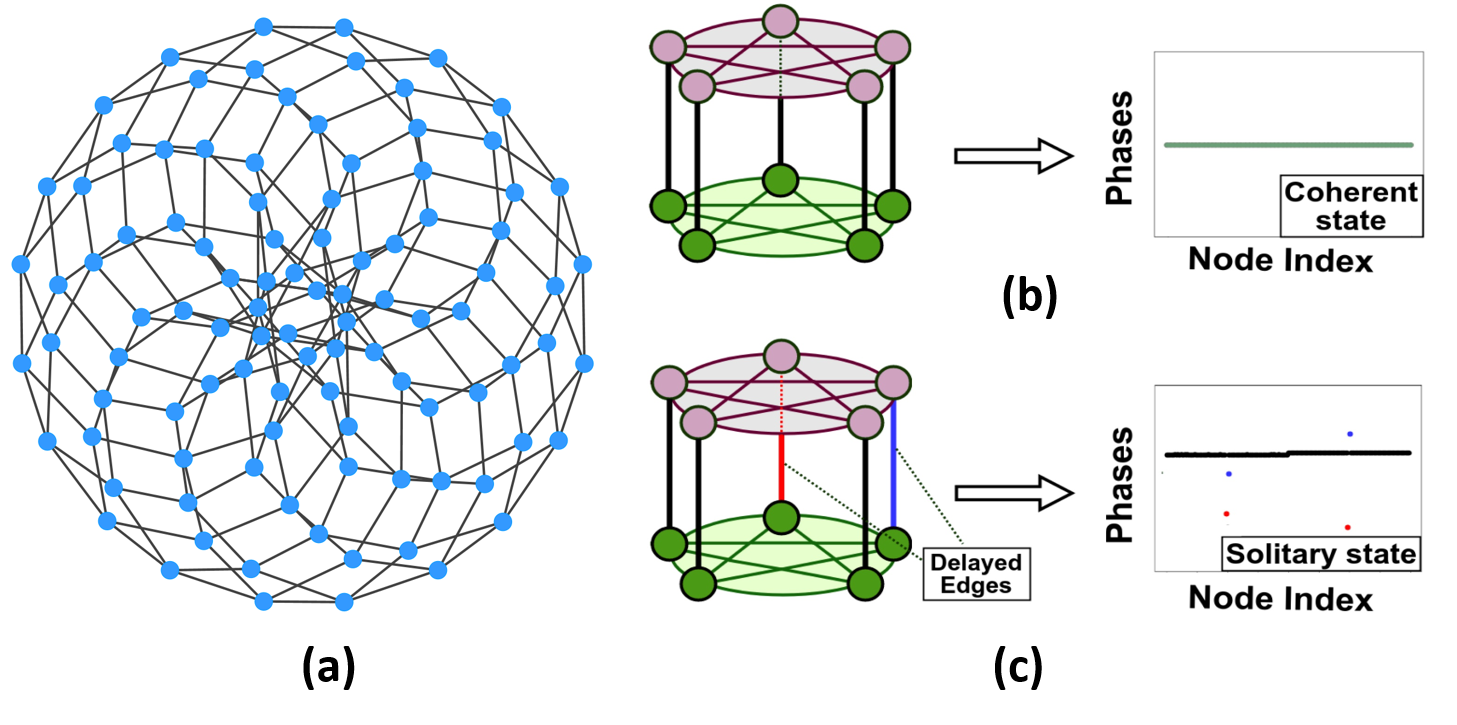 (a)
Phases
Coherent
state
Node Index
(b)
Delayed
Edges
Phases
Solitary state
Node Index
(c)